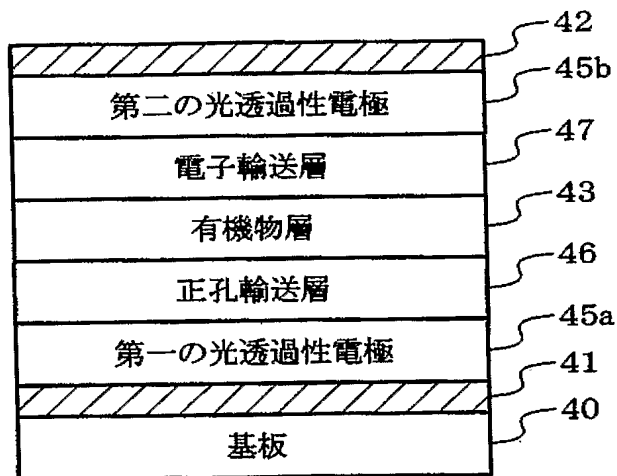 42
第二の光透過性電極 45b
電子輸送層 47
有機物層 43
正孔輸送層 46
第一の光透過性電極 45a
41
基板 40